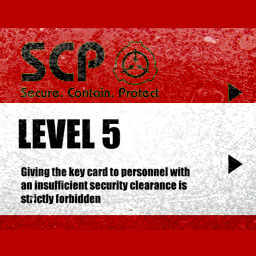 SCP
Secure. Contain. Protect
LEVEL 5
Giving the key card to personnel with
an insufficient security clearance is
strictly forbidden